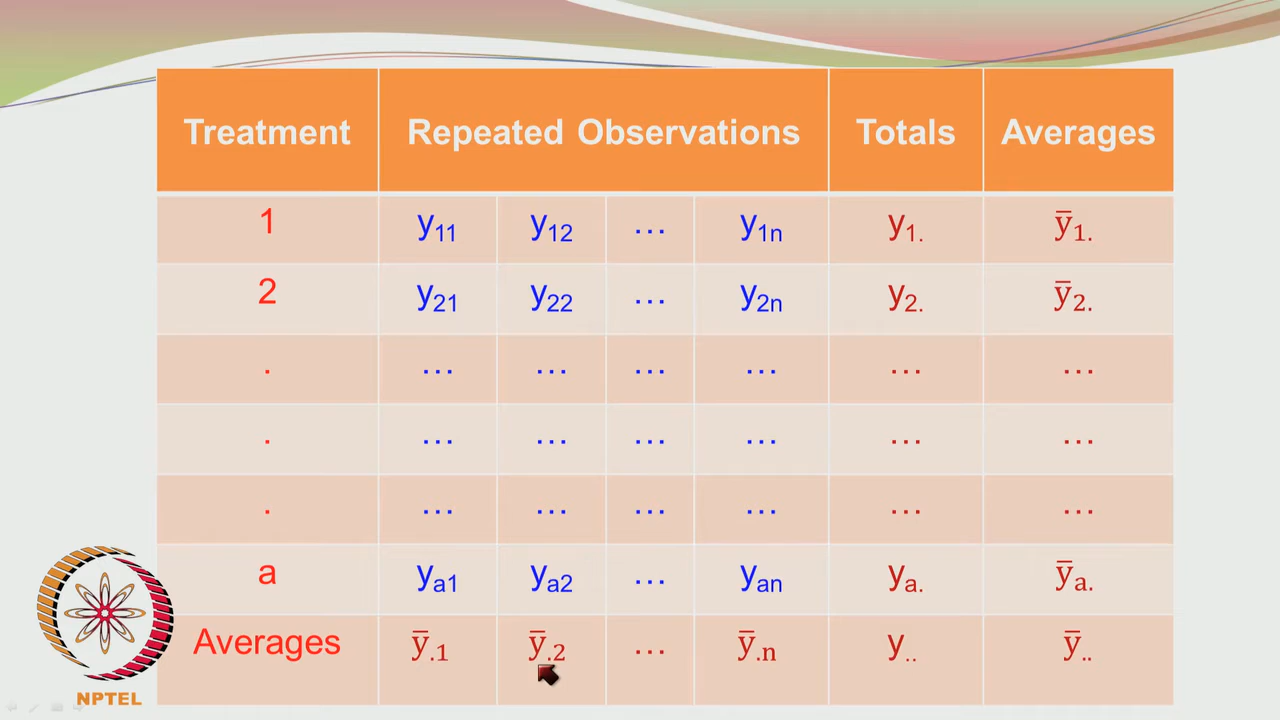 Treatment Repeated Observations Totals Averages
1 y₁₁ y₁₂ … y₁ₙ y₁. ȳ₁.
2 y₂₁ y₂₂ … y₂ₙ y₂. ȳ₂.
. … … … … … …
. … … … … … …
. … … … … … …
a yₐ₁ yₐ₂ … yₐₙ yₐ. ȳₐ.
Averages ȳ.₁ ȳ.₂ … ȳ.ₙ y.. ȳ..
NPTEL